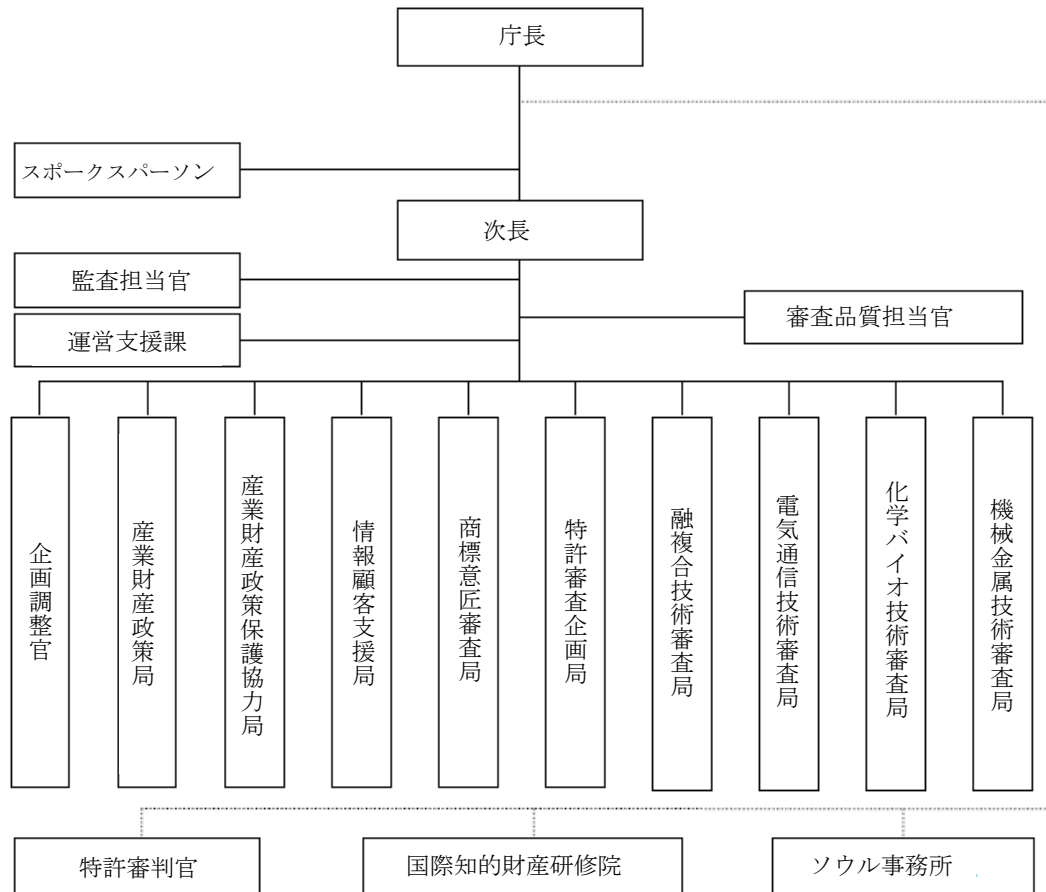 庁長
スポークスパーソン
次長
監査担当官
審査品質担当官
運営支援課
企画調整官
産業財産政策局
産業財産政策保護協力局
情報顧客支援局
商標意匠審査局
特許審査企画局
融複合技術審査局
電気通信技術審査局
化学バイオ技術審査局
機械金属技術審査局
特許審判官
国際知的財産研修院
ソウル事務所